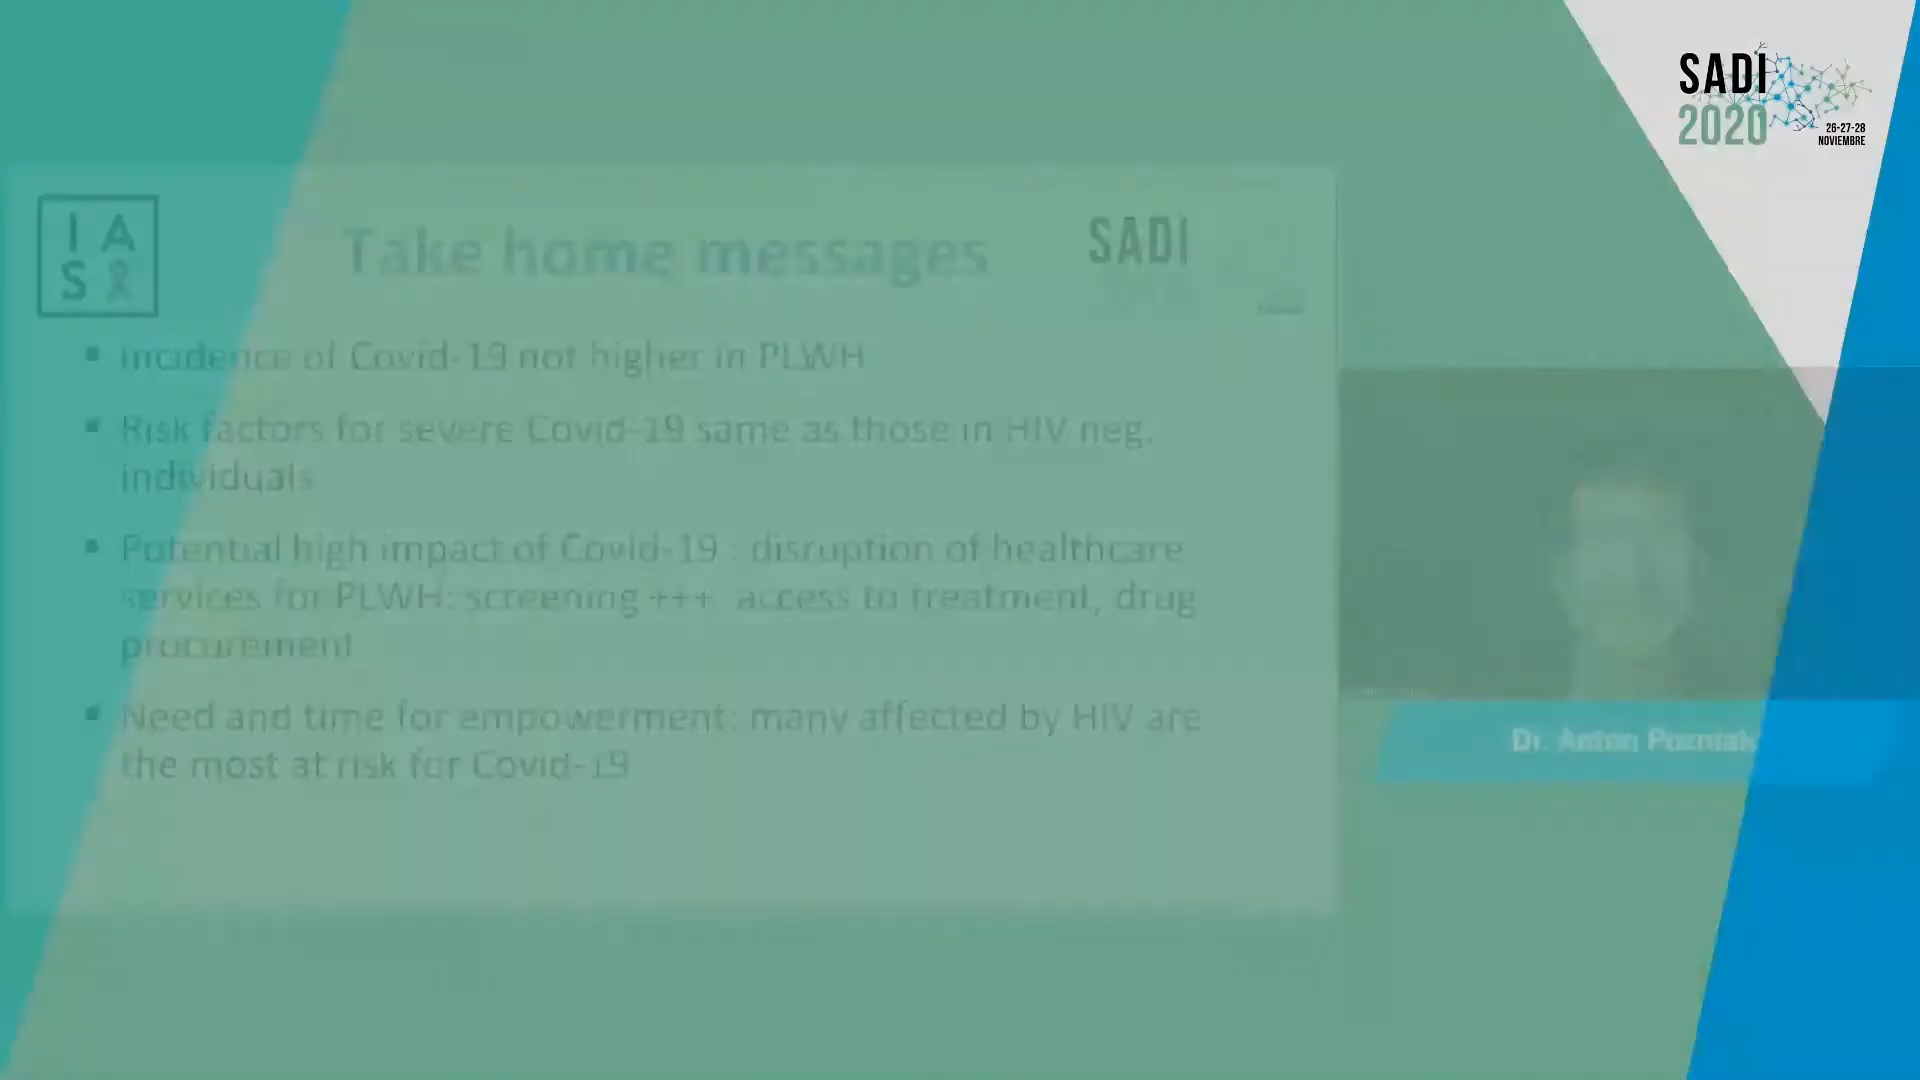 SADI
2020
26-27-28
NOVIEMBRE
I A
S
Take home messages
SADI
Incidence of Covid-19 not higher in PLWH
Risk factors for severe Covid-19 same as those in HIV neg.
individuals
Potential high impact of Covid-19 : disruption of healthcare
services for PLWH: screening +++, access to treatment, drug
procurement
Need and time for empowerment: many affected by HIV are
the most at risk for Covid-19
Dr. Anton